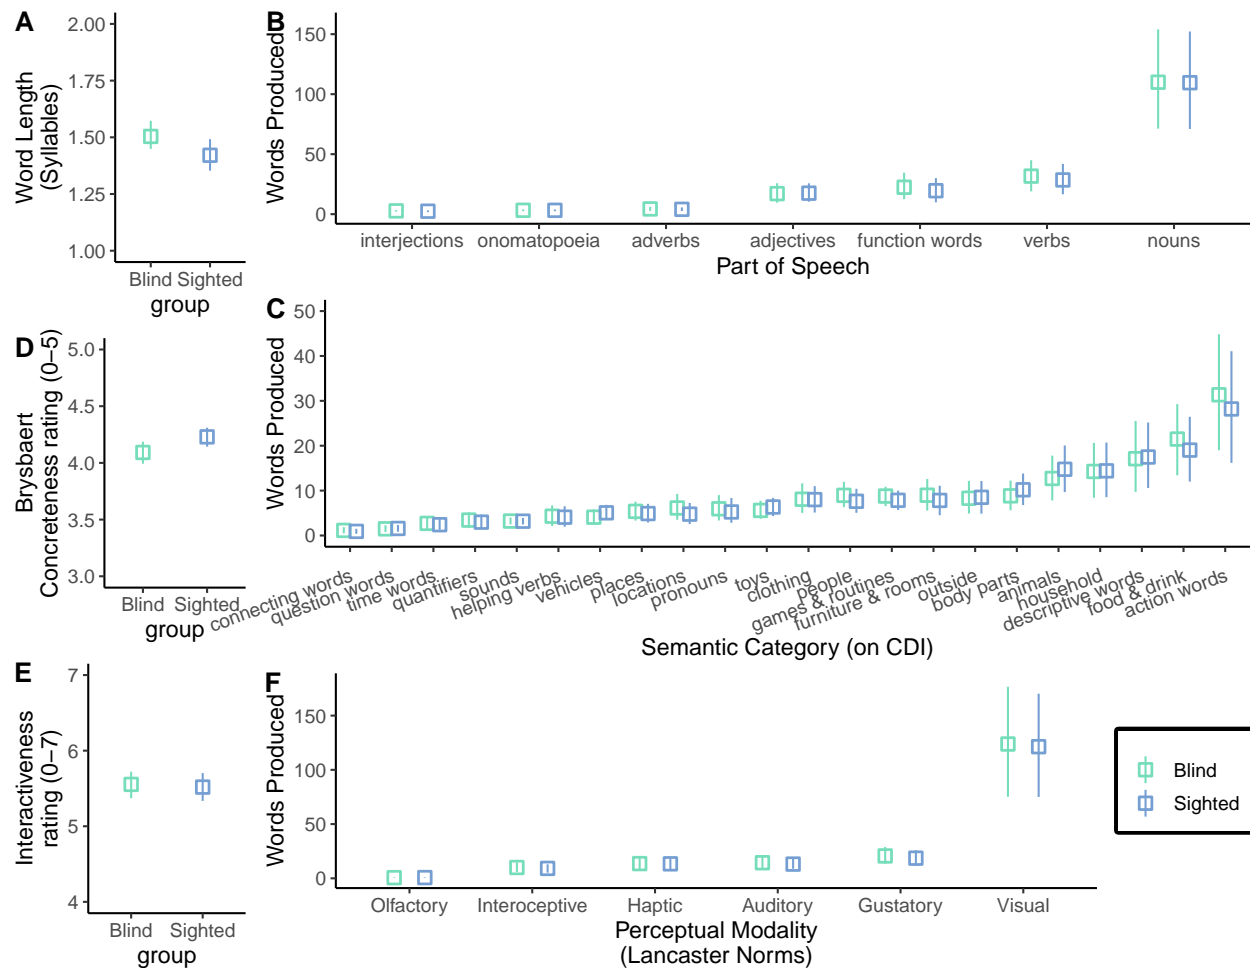 A
Word Length
(Syllables)
2.00
1.75
1.50
1.25
1.00
Blind Sighted
group
B
Words Produced
150
100
50
0
interjections onomatopoeia adverbs adjectives function words verbs nouns
Part of Speech
D
Brysbaert
Concreteness rating (0–5)
5.0
4.5
4.0
3.5
3.0
Blind Sighted
group
C
Words Produced
50
40
30
20
10
0
connecting words
question words
time words
quantifiers
sounds
helping verbs
vehicles
places
locations
pronouns
toys
clothing
people
games & routines
furniture & rooms
outside
body parts
animals
household
descriptive words
food & drink
action words
Semantic Category (on CDI)
E
Interactiveness
rating (0–7)
7
6
5
4
Blind Sighted
group
F
Words Produced
150
100
50
0
Olfactory Interoceptive Haptic Auditory Gustatory Visual
Perceptual Modality
(Lancaster Norms)
Blind
Sighted